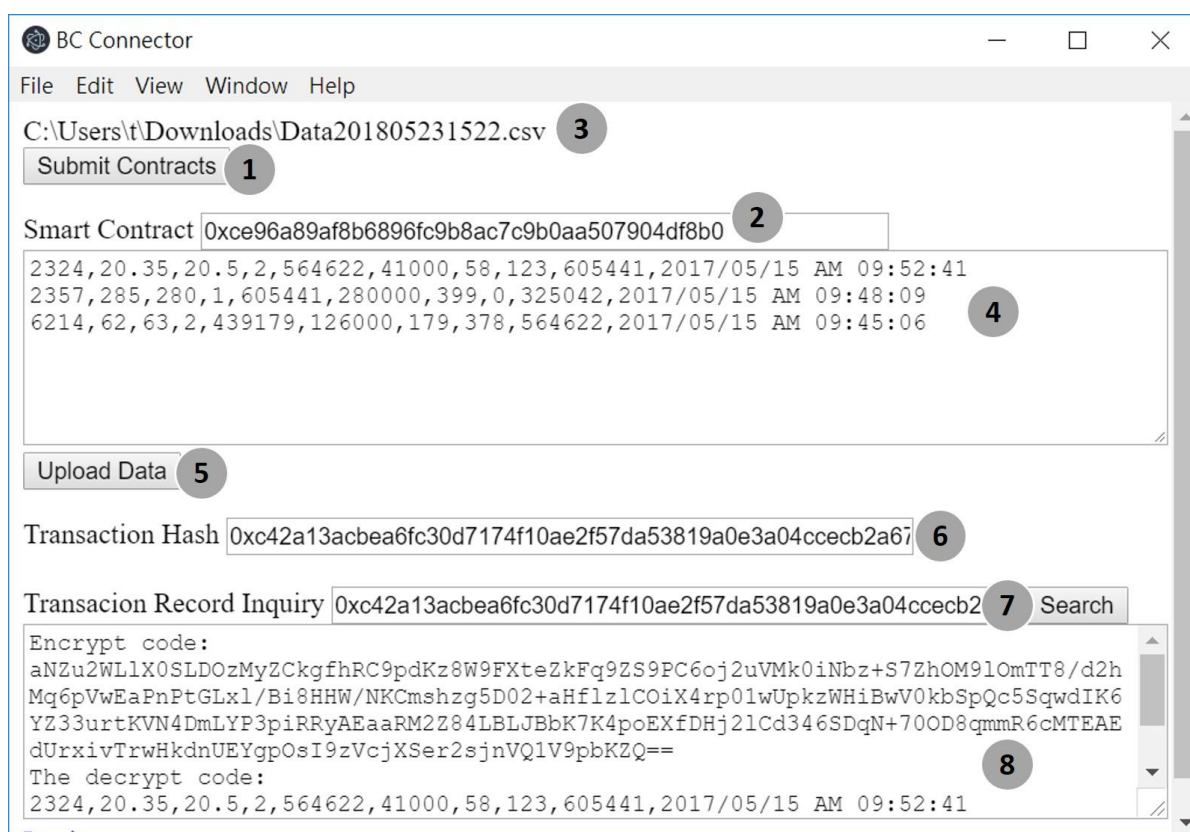 BC Connector
File Edit View Window Help
C:\Users\t\Downloads\Data201805231522.csv 3
Submit Contracts 1
Smart Contract 0xce96a89af8b6896fc9b8ac7c9b0aa507904df8b0 2
2324,20.35,20.5,2,564622,41000,58,123,605441,2017/05/15 AM 09:52:41
2357,285,280,1,605441,280000,399,0,325042,2017/05/15 AM 09:48:09
6214,62,63,2,439179,126000,179,378,564622,2017/05/15 AM 09:45:06
4
Upload Data 5
Transaction Hash 0xc42a13acbea6fc30d7174f10ae2f57da53819a0e3a04ccecb2a67 6
Transacion Record Inquiry 0xc42a13acbea6fc30d7174f10ae2f57da53819a0e3a04ccecb2 7 Search
Encrypt code:
aNZu2WLlX0SLDOzMyZCkgfhRC9pdKz8W9FXteZkFq9ZS9PC6oj2uVMk0iNbz+S7ZhOM9lOmTT8/d2h
Mq6pVwEaPnPtGLxl/Bi8HHW/NKCmshzg5D02+aHflzlCOiX4rp01wUpkzWHiBwV0kbSpQc5SqwdIK6
YZ33urtKVN4DmLYP3piRRyAEaaRM2Z84LBLJBbK7K4poEXfDHj2lCd346SDqN+70OD8qmmR6cMTEAE
dUrxivTrwHkdnUEYgpOsI9zVcjXSer2sjnVQ1V9pbKZQ==
8
The decrypt code:
2324,20.35,20.5,2,564622,41000,58,123,605441,2017/05/15 AM 09:52:41